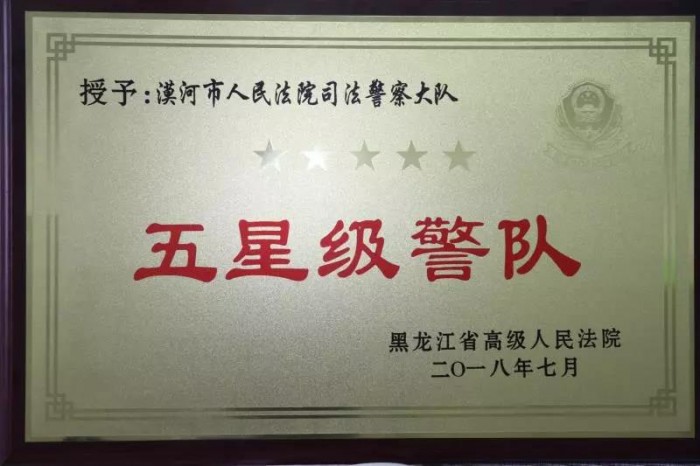 授予:漠河市人民法院司法警察大队
五星级警队
黑龙江省高级人民法院
二〇一八年七月